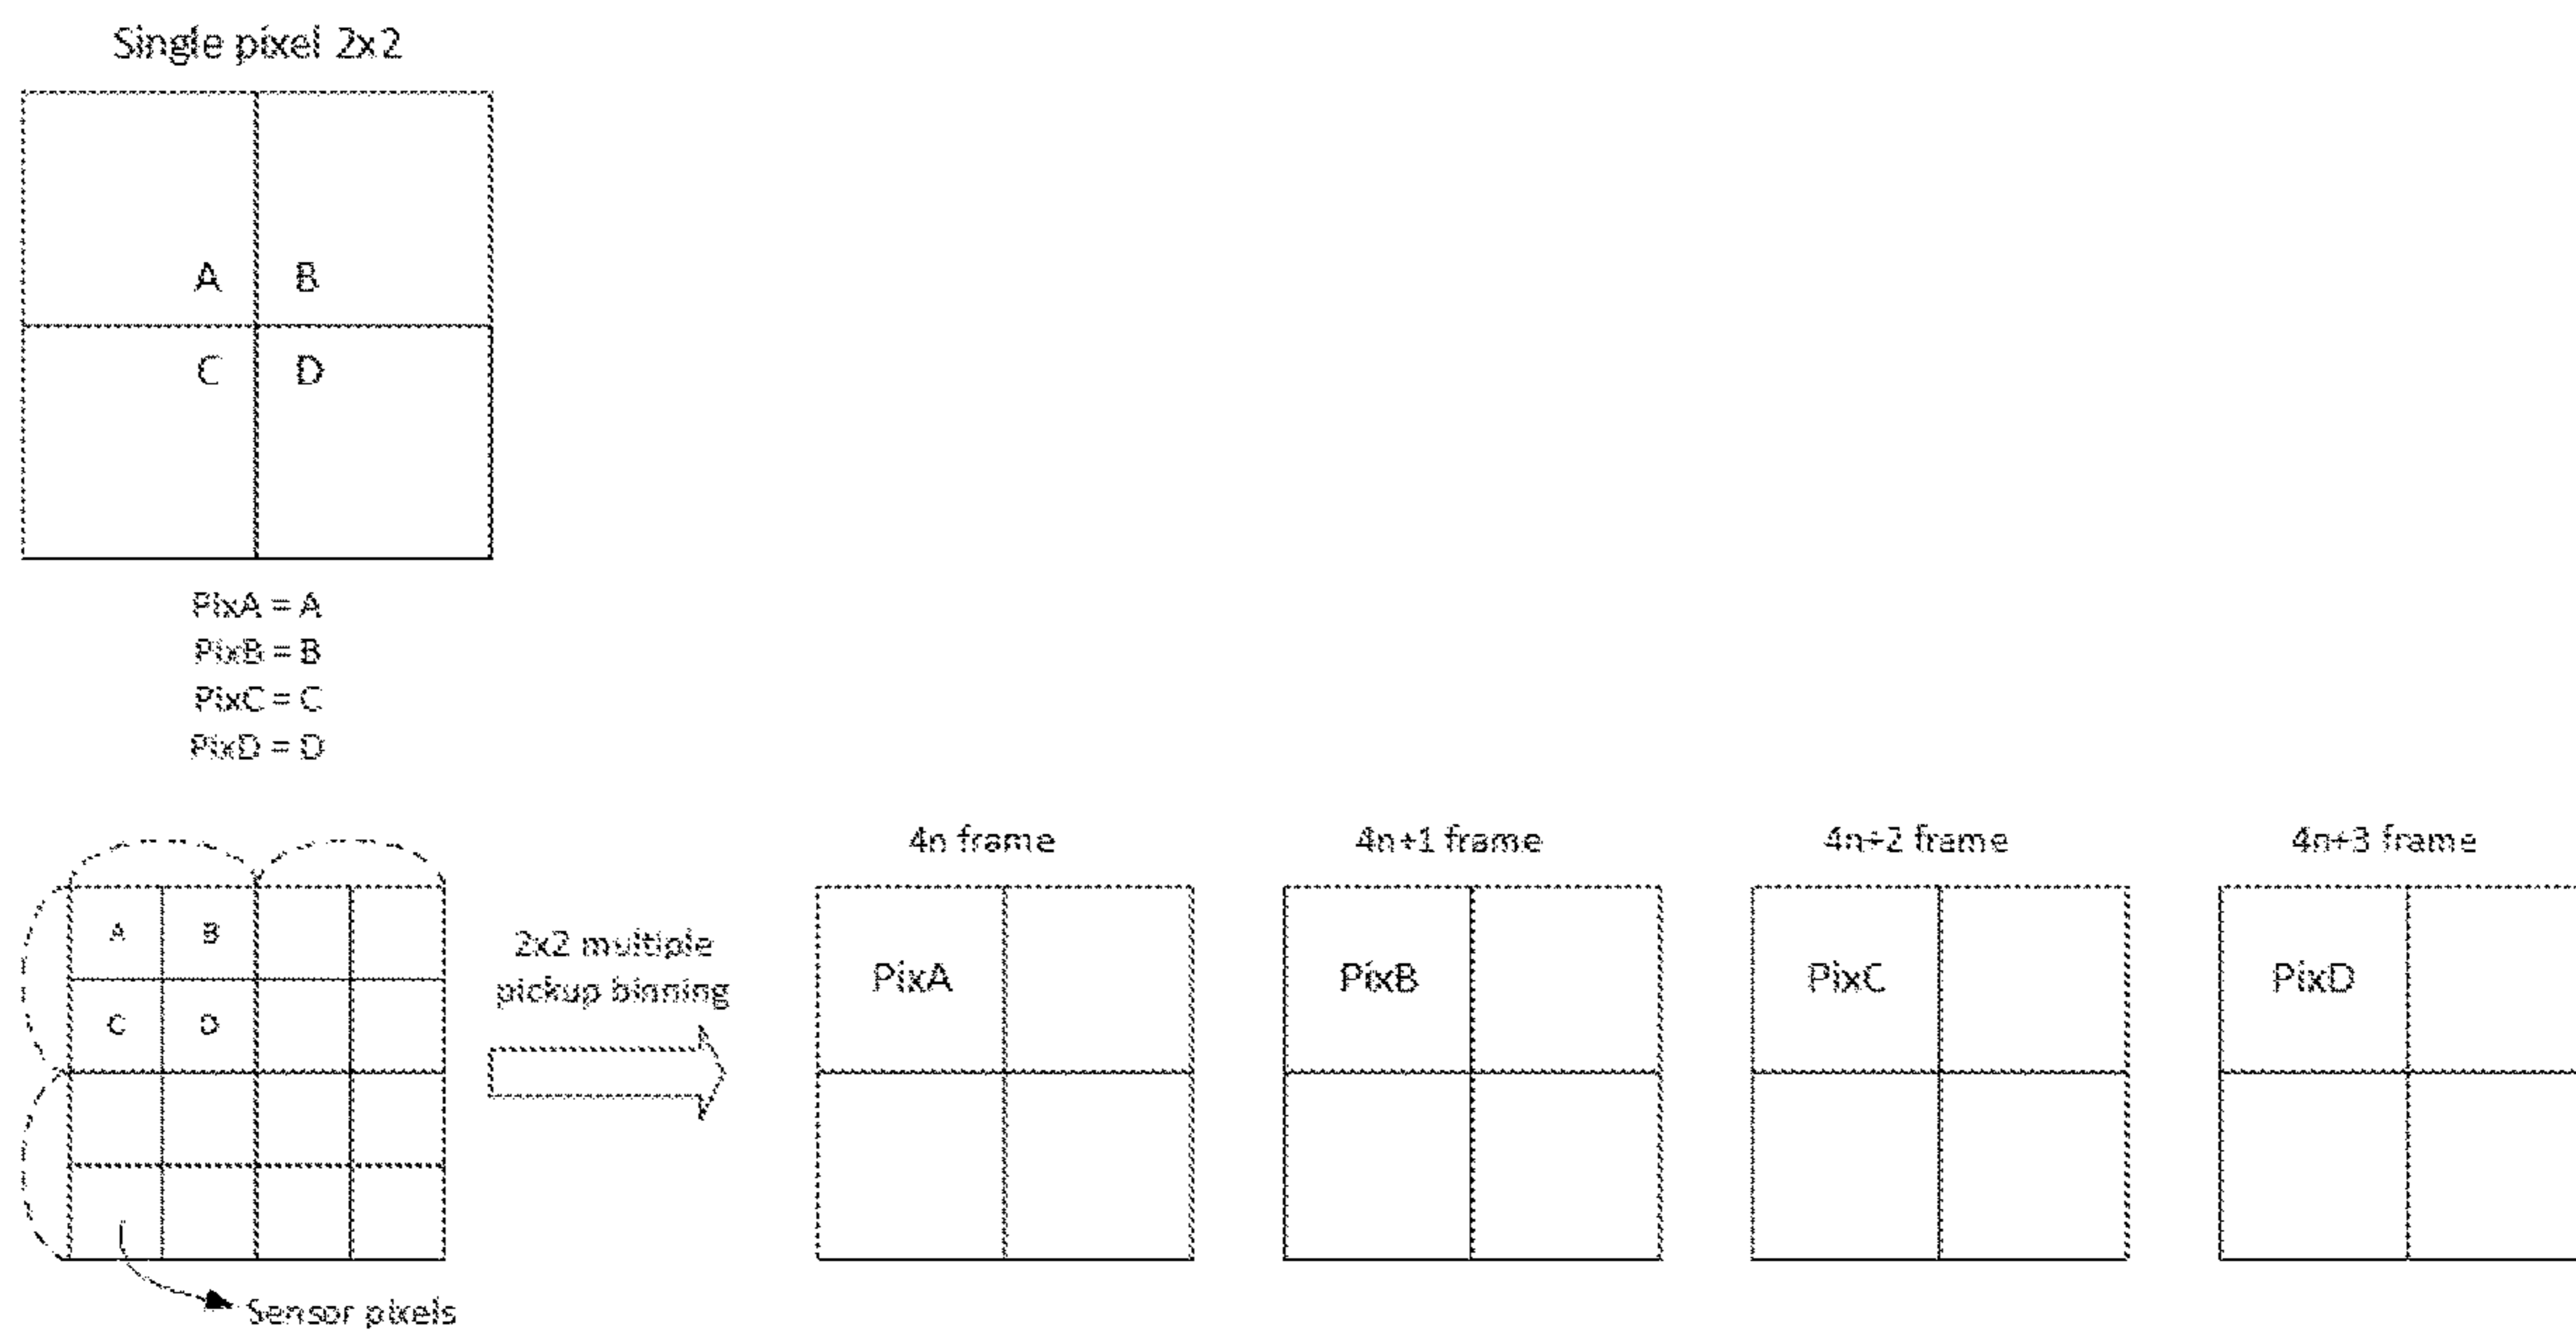 Single pixel 2x2
A B
C D
PixA = A
PixB = B
PixC = C
PixD = D
4n frame
4n+1 frame
4n+2 frame
4n+3 frame
A B
C D
2x2 multiple
pickup binning
PixA
PixB
PixC
PixD
Sensor pixels